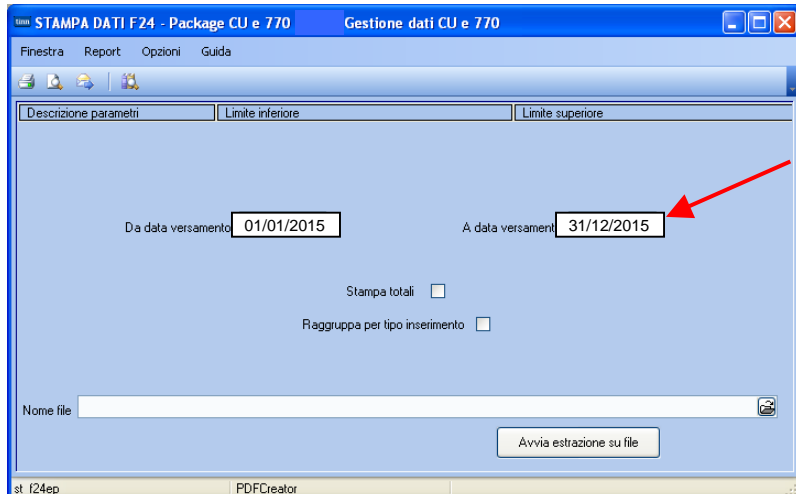 tinn STAMPA DATI F24 - Package CU e 770 Gestione dati CU e 770
Finestra Report Opzioni Guida
Descrizione parametri Limite inferiore Limite superiore
Da data versamento 01/01/2015 A data versament 31/12/2015
Stampa totali
Raggruppa per tipo inserimento
Nome file
Avvia estrazione su file
st_f24ep PDFCreator